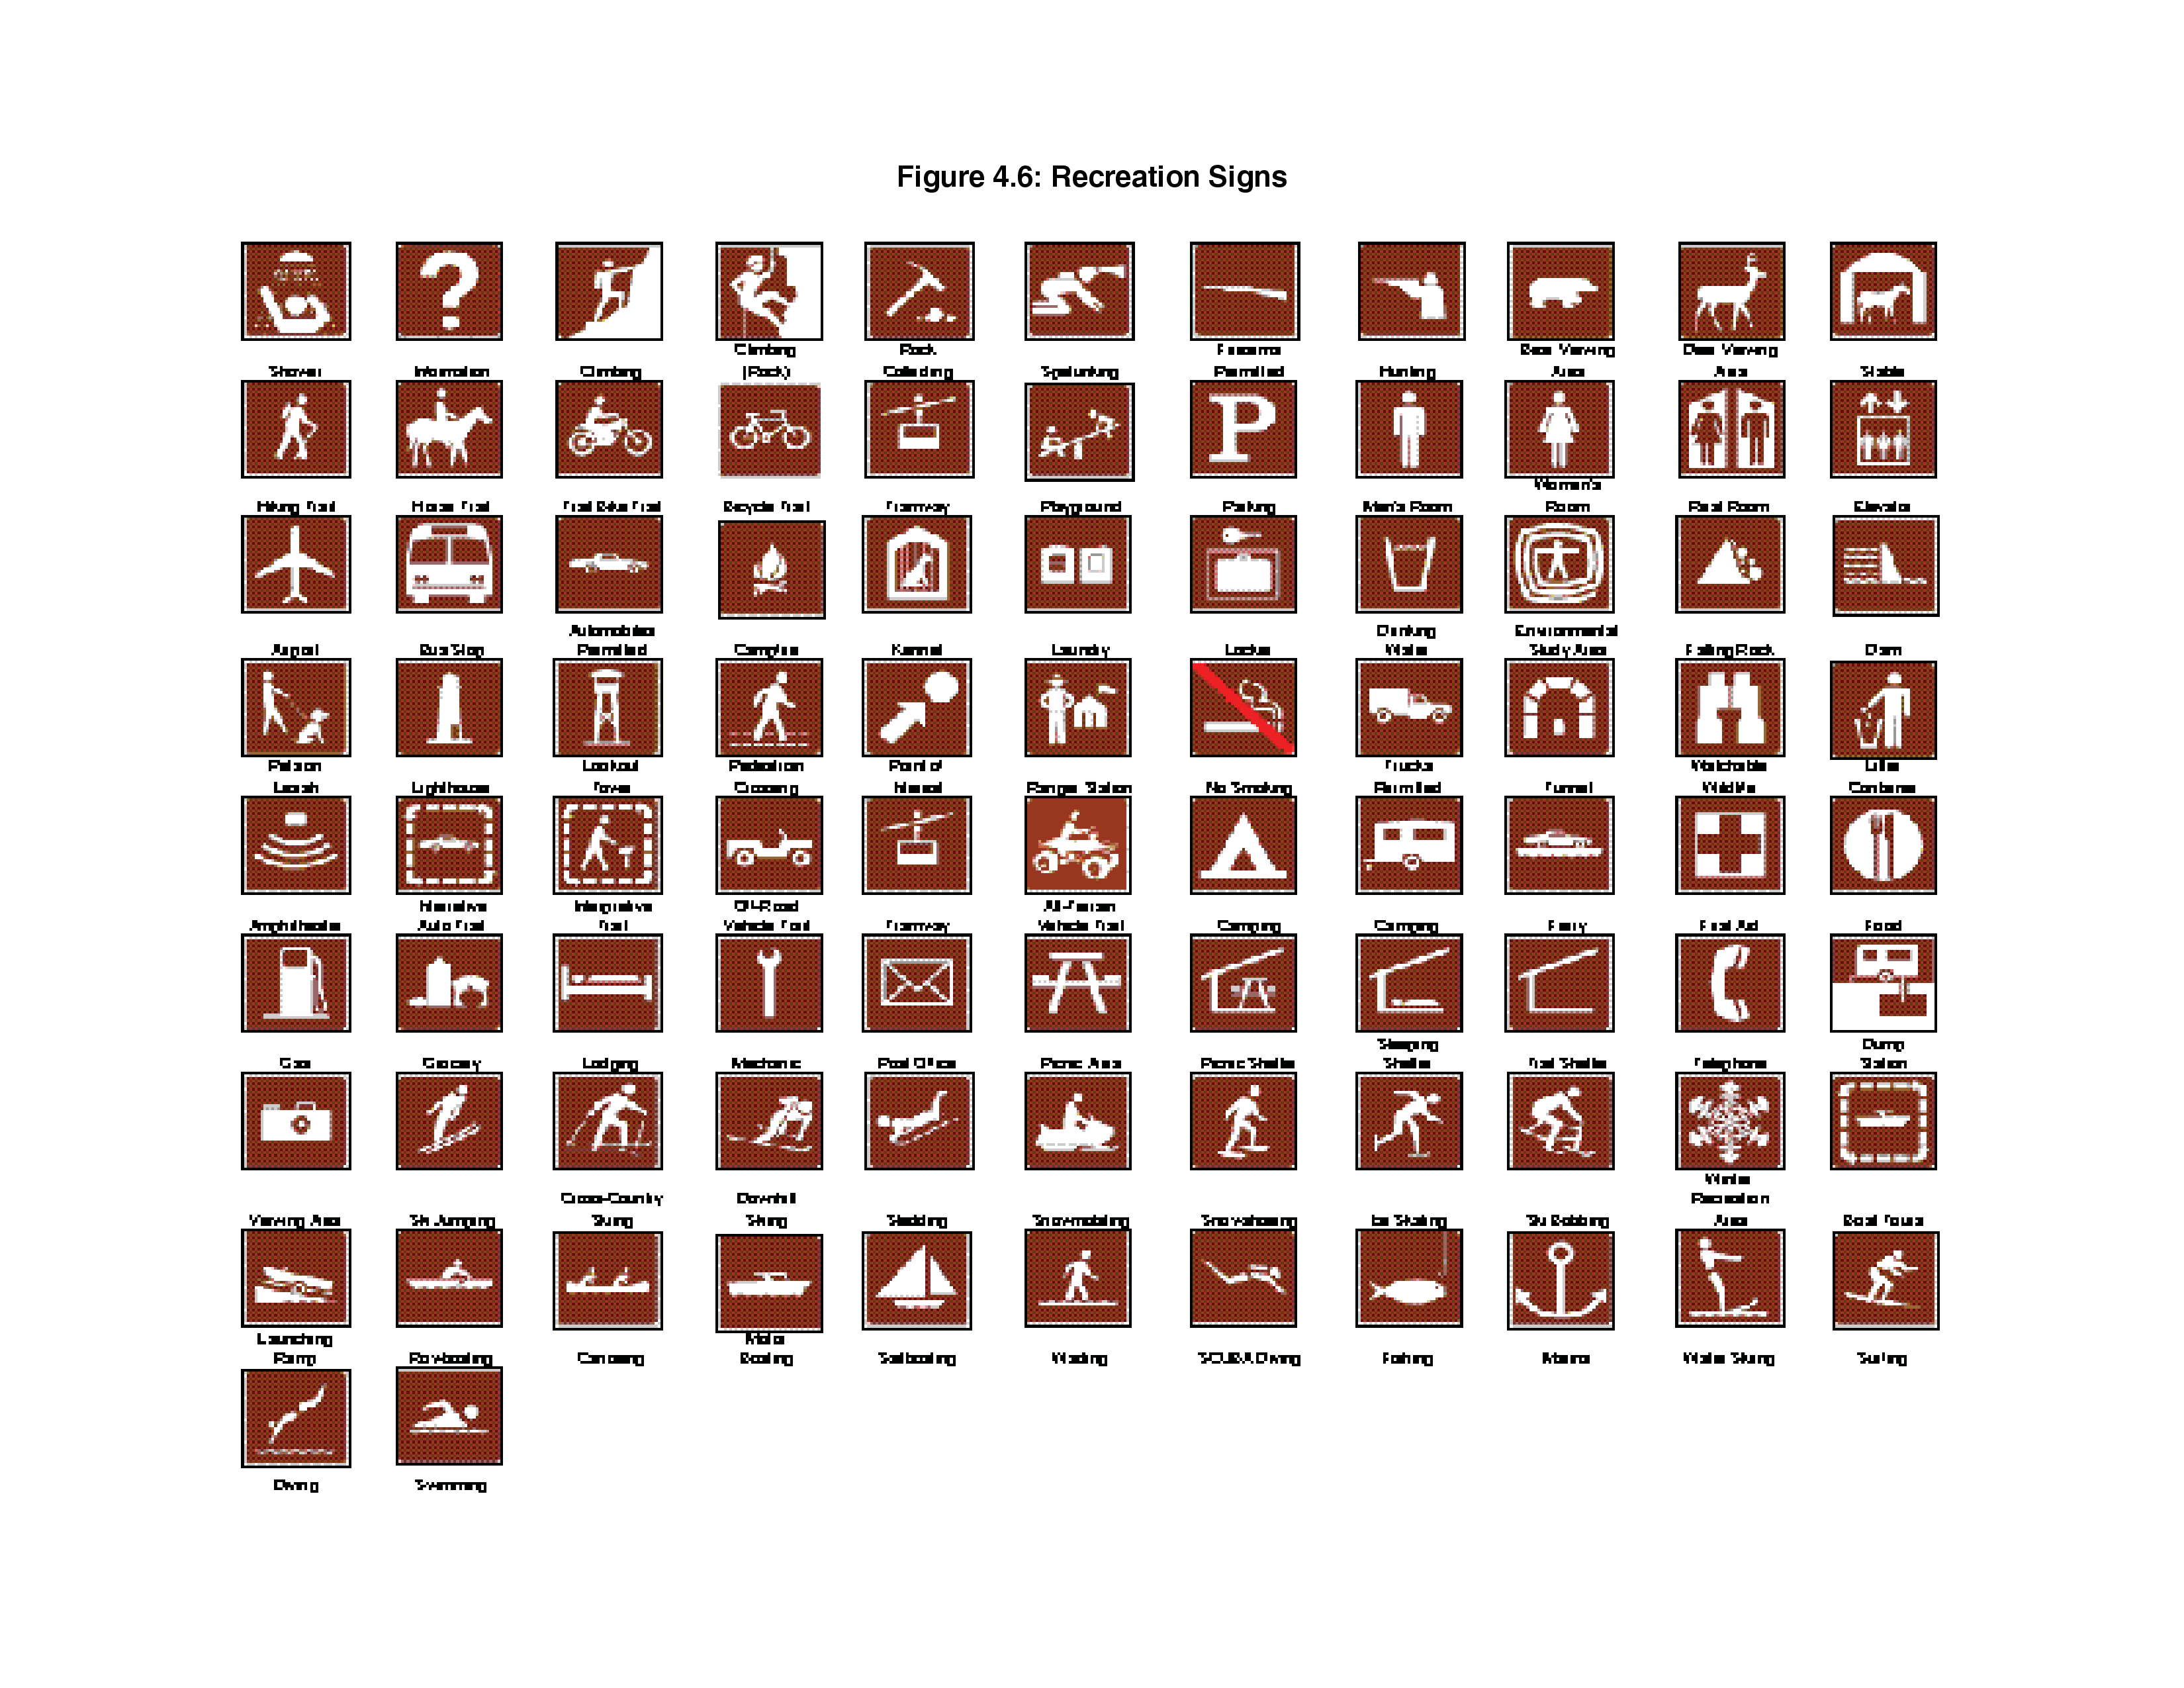 Figure 4.6: Recreation Signs
Climbing Rock Firearms Bear Viewing Deer Viewing
Shower Information Climbing (Rock) Collecting Spelunking Permitted Hunting Area Area Stable
P
Women's
Hiking Trail Horse Trail Trail Bike Trail Bicycle Trail Tramway Playground Parking Men's Room Room Rest Room Elevator
Automobiles Drinking Environmental
Airport Bus Stop Permitted Campfire Kennel Laundry Locker Water Study Area Falling Rock Dam
Pets on Lookout Pedestrian Point of Trucks Watchable Litter
Leash Lighthouse Tower Crossing Interest Ranger Station No Smoking Permitted Tunnel Wildlife Container
Interpretive Interpretive Off-Road All-Terrain
Amphitheater Auto Trail Trail Vehicle Trail Tramway Vehicle Trail Camping Camping Ferry First Aid Food
Sleeping Dump
Gas Grocery Lodging Mechanic Post Office Picnic Area Picnic Shelter Shelter Trail Shelter Telephone Station
Winter
Cross-Country Downhill Recreation
Viewing Area Ski Jumping Skiing Skiing Sledding Snowmobiling Snowshoeing Ice Skating Ski Bobbing Area Boat Tours
Launching Motor
Ramp Rowboating Canoeing Boating Sailboating Wading SCUBA Diving Fishing Marina Water Skiing Surfing
Diving Swimming